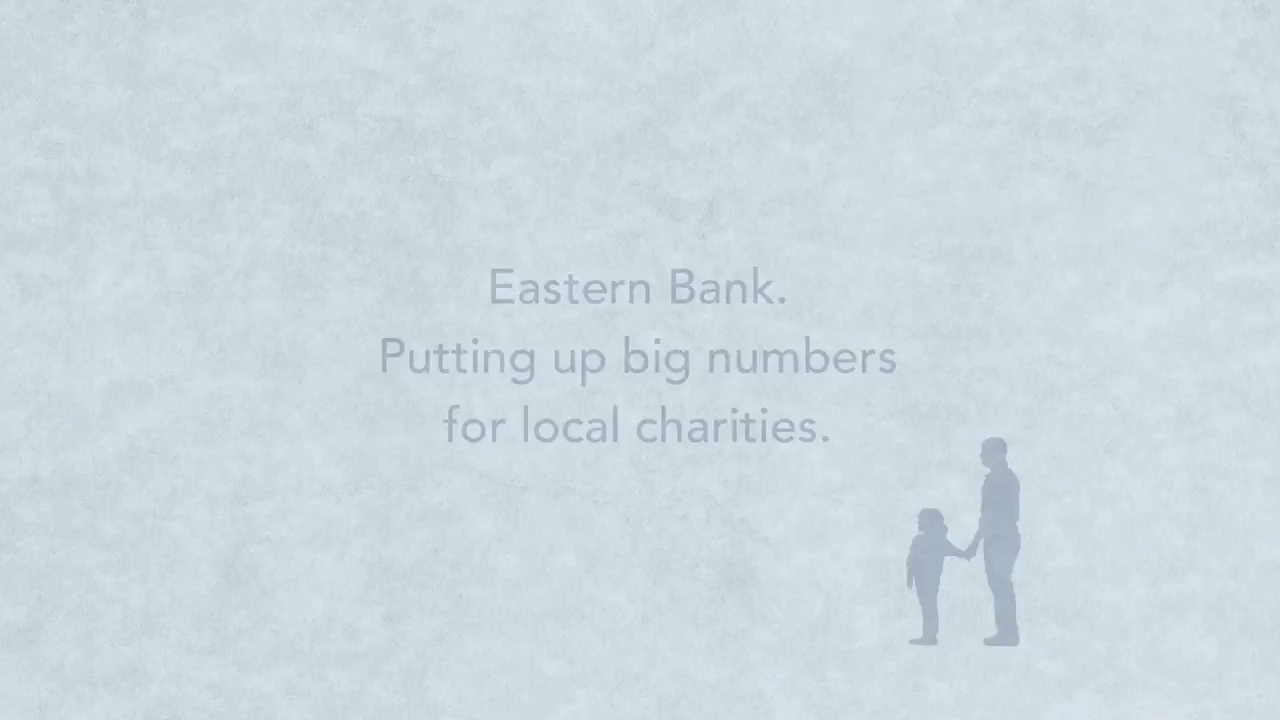 Eastern Bank.
Putting up big numbers
for local charities.